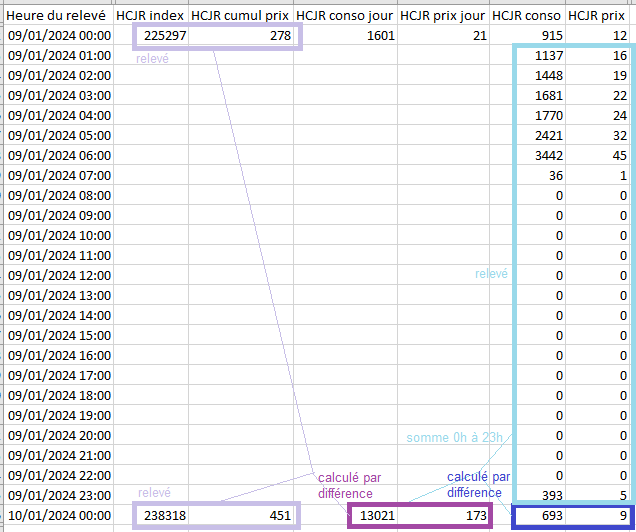 Heure du relevé HCJR index HCJR cumul prix HCJR conso jour HCJR prix jour HCJR conso HCJR prix
09/01/2024 00:00 225297 278 1601 21 915 12
relevé
09/01/2024 01:00 1137 16
09/01/2024 02:00 1448 19
09/01/2024 03:00 1681 22
09/01/2024 04:00 1770 24
09/01/2024 05:00 2421 32
09/01/2024 06:00 3442 45
09/01/2024 07:00 36 1
09/01/2024 08:00 0 0
09/01/2024 09:00 0 0
09/01/2024 10:00 0 0
09/01/2024 11:00 0 0
09/01/2024 12:00 relevé 0 0
09/01/2024 13:00 0 0
09/01/2024 14:00 0 0
09/01/2024 15:00 0 0
09/01/2024 16:00 0 0
09/01/2024 17:00 0 0
09/01/2024 18:00 0 0
09/01/2024 19:00 0 0
09/01/2024 20:00 somme 0h à 23h 0 0
09/01/2024 21:00 0 0
09/01/2024 22:00 calculé par calculé par 0 0
09/01/2024 23:00 relevé différence différence 393 5
10/01/2024 00:00 238318 451 13021 173 693 9